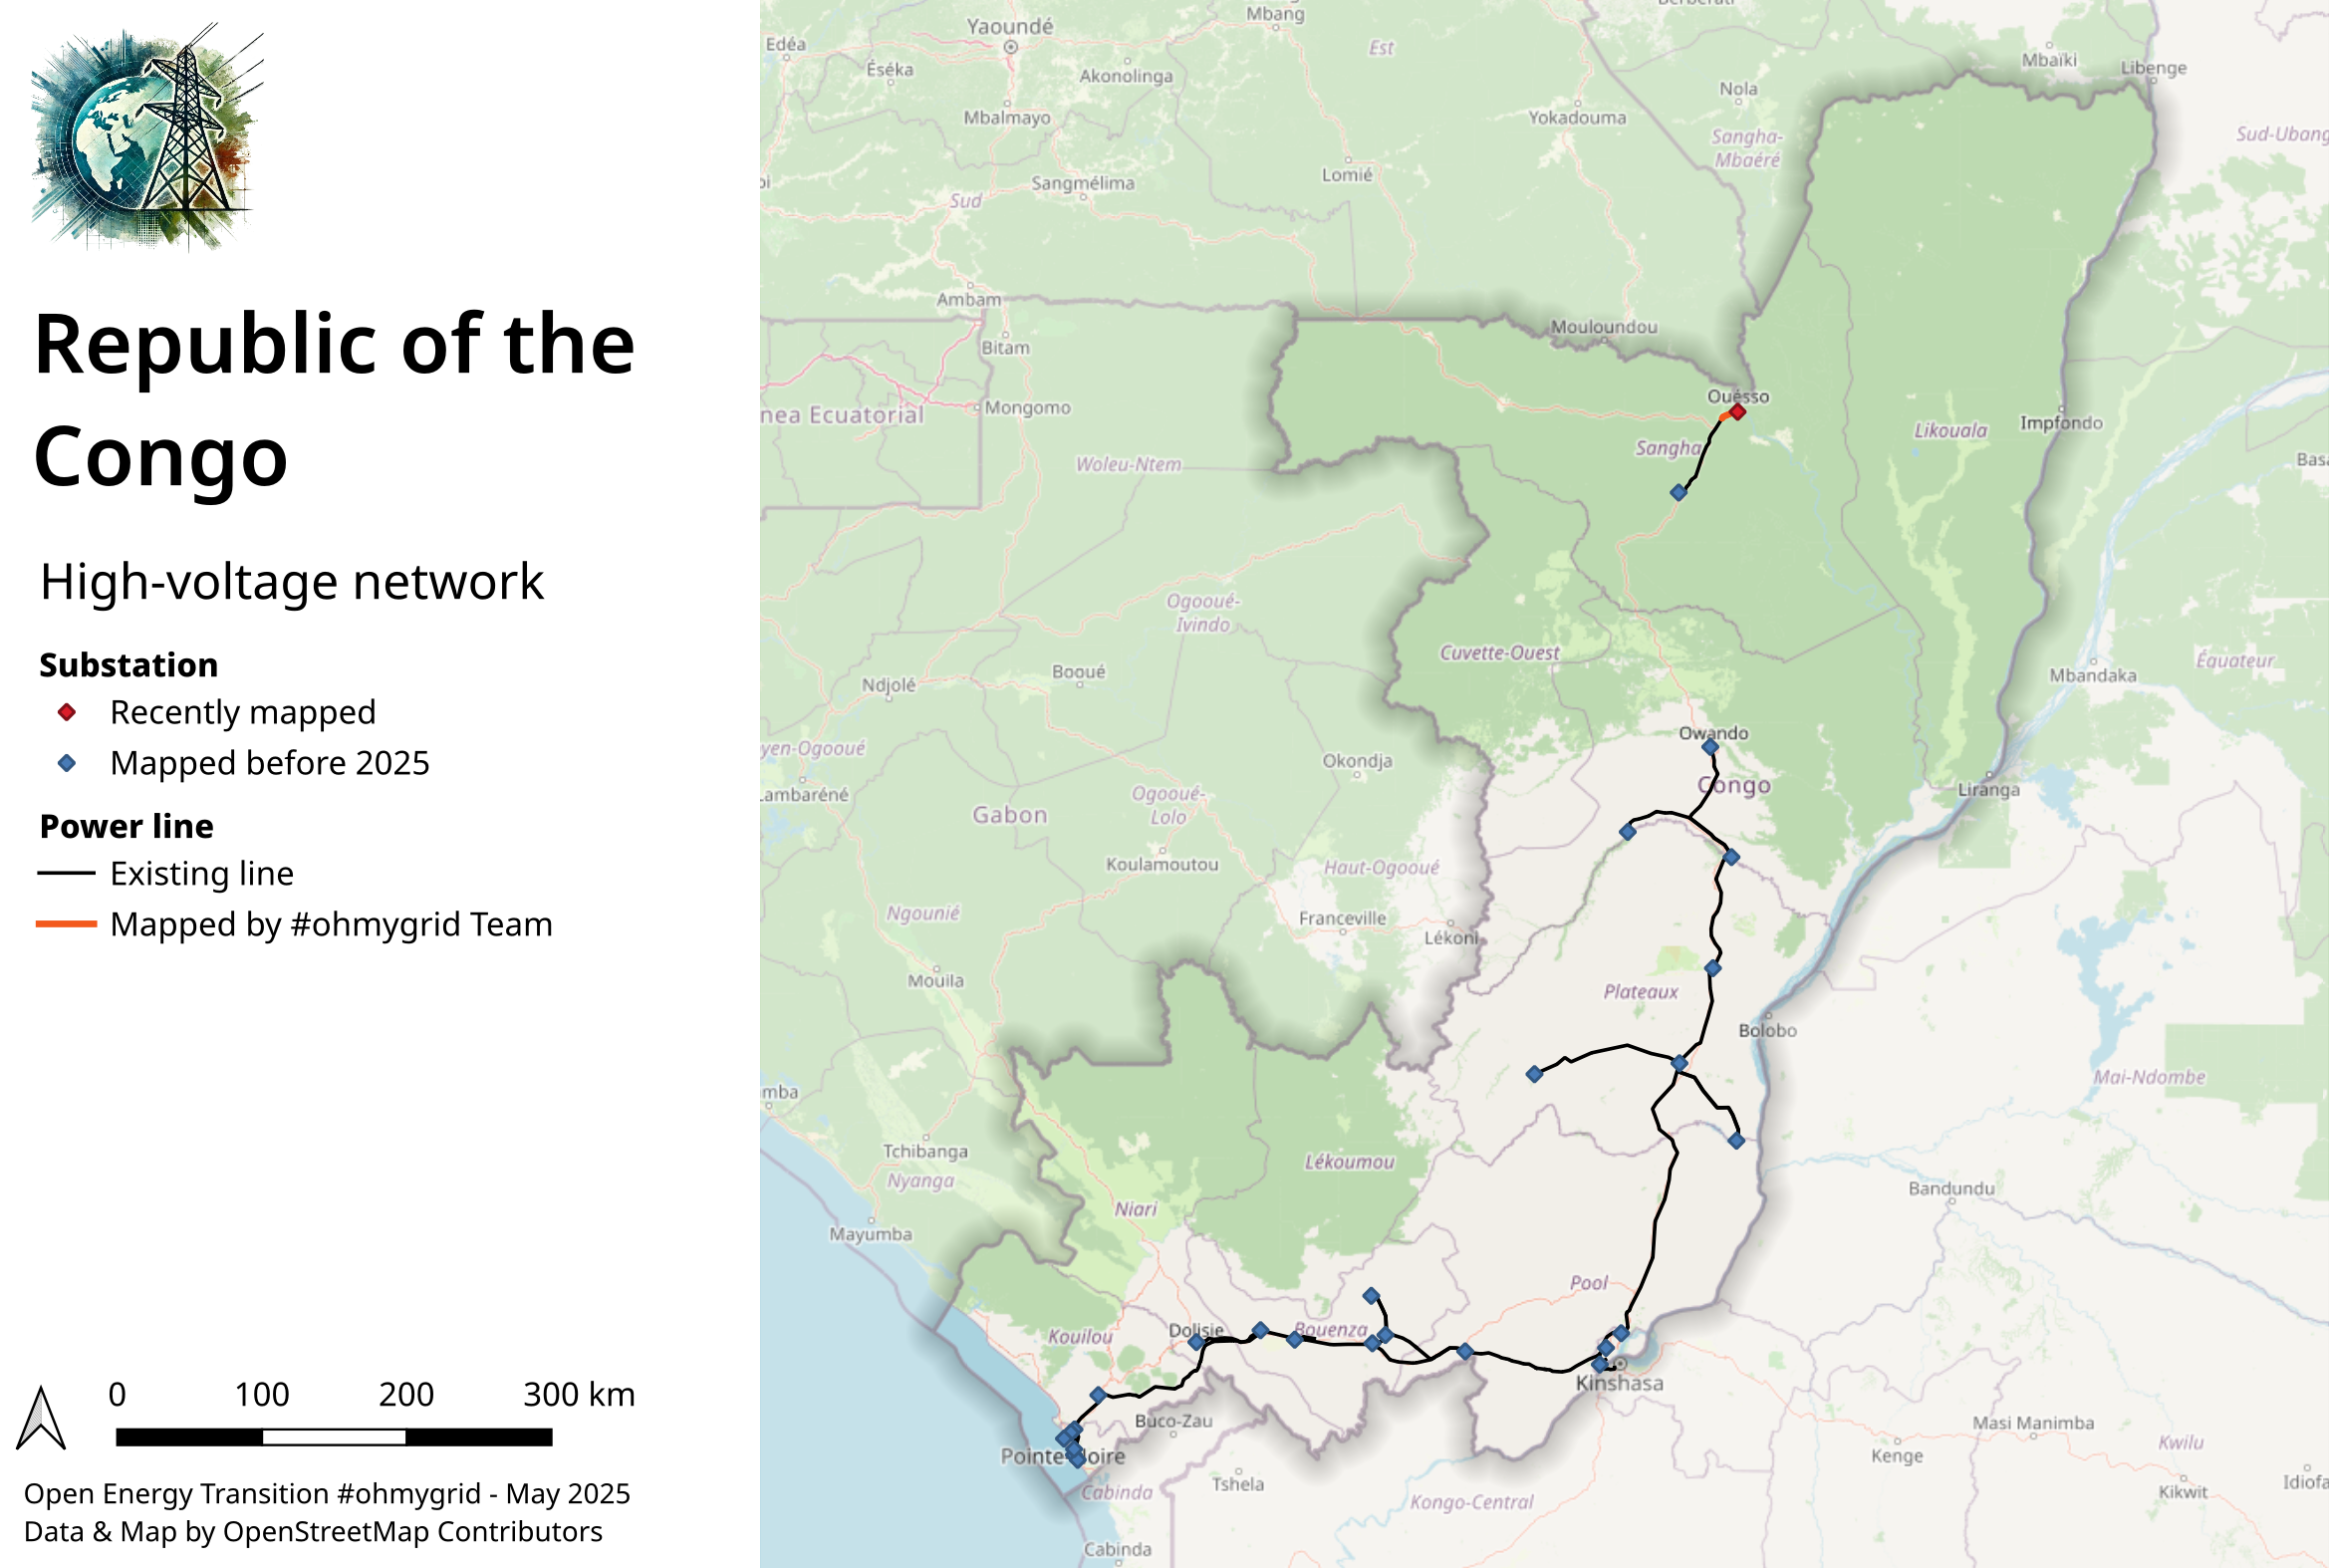 Republic of the
Congo
High-voltage network
Substation
Recently mapped
Mapped before 2025
Power line
Existing line
Mapped by #ohmygrid Team
0 100 200 300 km
Open Energy Transition #ohmygrid - May 2025
Data & Map by OpenStreetMap Contributors
Yaoundé
Mbang
Edéa
Est
Éséka
Akonolinga
Mbaïki
Libenge
Nola
Mbalmayo
Yokadouma
Sangha-
Mbaéré
Sud-Ubang
Lomié
Sangmélima
Sud
Ambam
Mouloundou
Bitam
Ouésso
Mongomo
nea Ecuatorial
Impfondo
Likouala
Sangha
Woleu-Ntem
Basa
Ogooué-
Ivindo
Cuvette-Ouest
Équateur
Booué
Mbandaka
Ndjolé
Owando
yen-Ogooué
Okondja
Congo
Liranga
Lambaréné
Ogooué-
Lolo
Gabon
Koulamoutou
Haut-Ogooué
Ngounié
Franceville
Lékoni
Mouila
Plateaux
Bolobo
Mai-Ndombe
mba
Tchibanga
Lékoumou
Nyanga
Bandundu
Niari
Mayumba
Pool
Dolisie
Bouenza
Kouilou
Kinshasa
Buco-Zau
Masi Manimba
Kwilu
Pointe-Noire
Kenge
Tshela
Idiofa
Cabinda
Kikwit
Kongo-Central
Cabinda